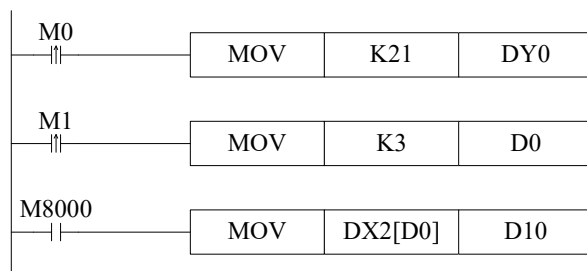 M0
MOV K21 DY0
M1
MOV K3 D0
M8000
MOV DX2[D0] D10